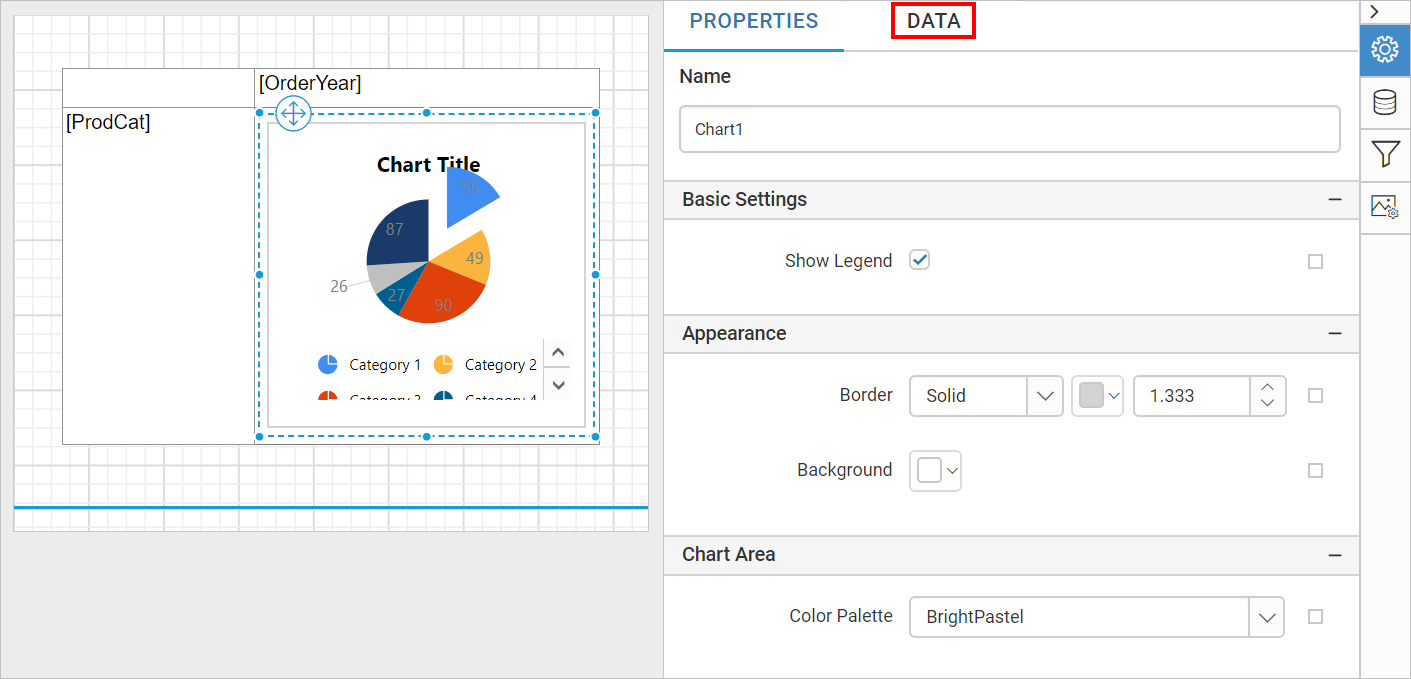 [OrderYear]
[ProdCat]
Chart Title
55
87
49
26
27
90
Category 1
Category 2
Category 3
Category 4
PROPERTIES
DATA
Name
Chart1
Basic Settings
Show Legend
Appearance
Border
Solid
1.333
Background
Chart Area
Color Palette
BrightPastel